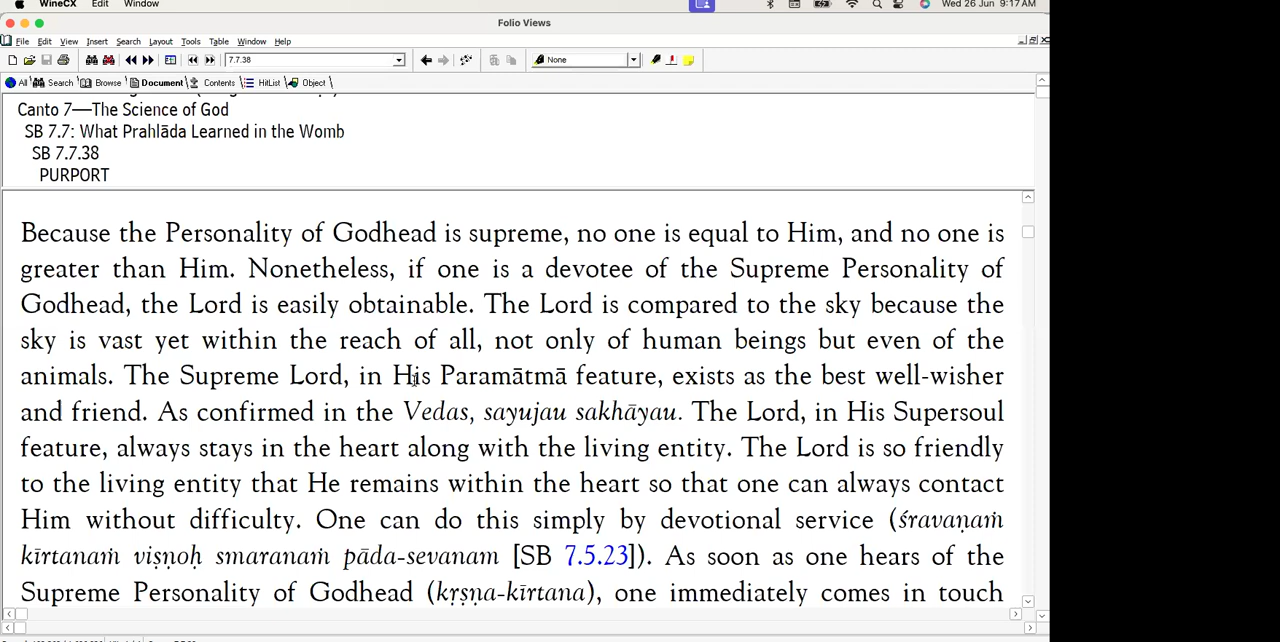 WineCX Edit Window Wed 26 Jun 9:17 AM
Folio Views
File Edit View Insert Search Layout Tools Table Window Help
7.7.38 None
All Search Browse Document Contents HitList Object
Canto 7—The Science of God
SB 7.7: What Prahlāda Learned in the Womb
SB 7.7.38
PURPORT
Because the Personality of Godhead is supreme, no one is equal to Him, and no one is
greater than Him. Nonetheless, if one is a devotee of the Supreme Personality of
Godhead, the Lord is easily obtainable. The Lord is compared to the sky because the
sky is vast yet within the reach of all, not only of human beings but even of the
animals. The Supreme Lord, in His Paramātmā feature, exists as the best well-wisher
and friend. As confirmed in the Vedas, sayujau sakhāyau. The Lord, in His Supersoul
feature, always stays in the heart along with the living entity. The Lord is so friendly
to the living entity that He remains within the heart so that one can always contact
Him without difficulty. One can do this simply by devotional service (śravaṇaṁ
kīrtanaṁ viṣṇoḥ smaraṇaṁ pāda-sevanam [SB 7.5.23]). As soon as one hears of the
Supreme Personality of Godhead (kṛṣṇa-kīrtana), one immediately comes in touch